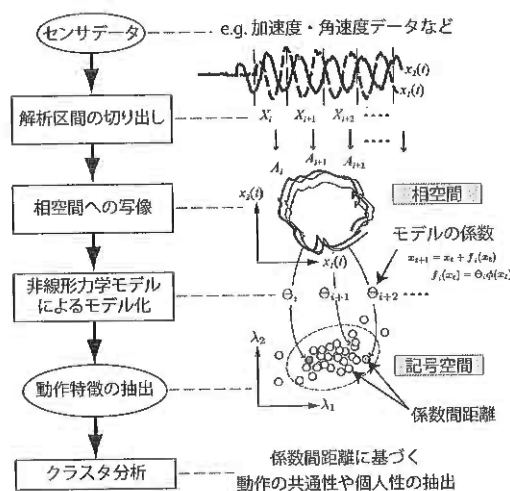 センサデータ
e.g. 加速度・角速度データなど
x₂(t)
x₁(t)
解析区間の切り出し
Xᵢ Xᵢ₊₁ Xᵢ₊₂ ‥‥
Aᵢ Aᵢ₊₁ Aᵢ₊₂ ‥‥
相空間への写像
x₂(t)
相空間
モデルの係数
x₁(t)
非線形力学モデル
によるモデル化
Θᵢ Θᵢ₊₁ Θᵢ₊₂ ‥‥
λ₂
記号空間
動作特徴の抽出
λ₁
係数間距離
クラスタ分析
係数間距離に基づく
動作の共通性や個人性の抽出